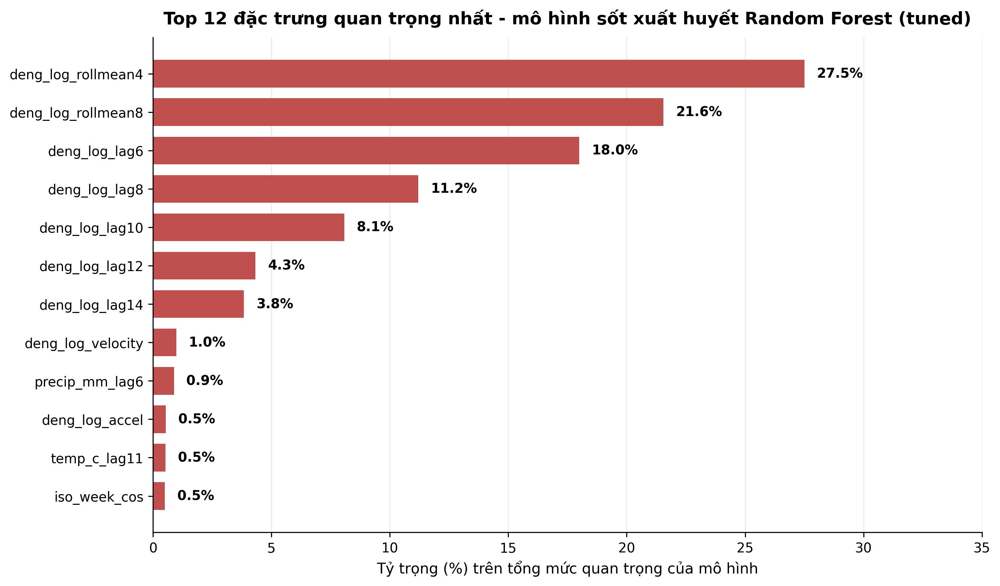 Top 12 đặc trưng quan trọng nhất - mô hình sốt xuất huyết Random Forest (tuned)
deng_log_rollmean4 27.5%
deng_log_rollmean8 21.6%
deng_log_lag6 18.0%
deng_log_lag8 11.2%
deng_log_lag10 8.1%
deng_log_lag12 4.3%
deng_log_lag14 3.8%
deng_log_velocity 1.0%
precip_mm_lag6 0.9%
deng_log_accel 0.5%
temp_c_lag11 0.5%
iso_week_cos 0.5%
0 5 10 15 20 25 30 35
Tỷ trọng (%) trên tổng mức quan trọng của mô hình